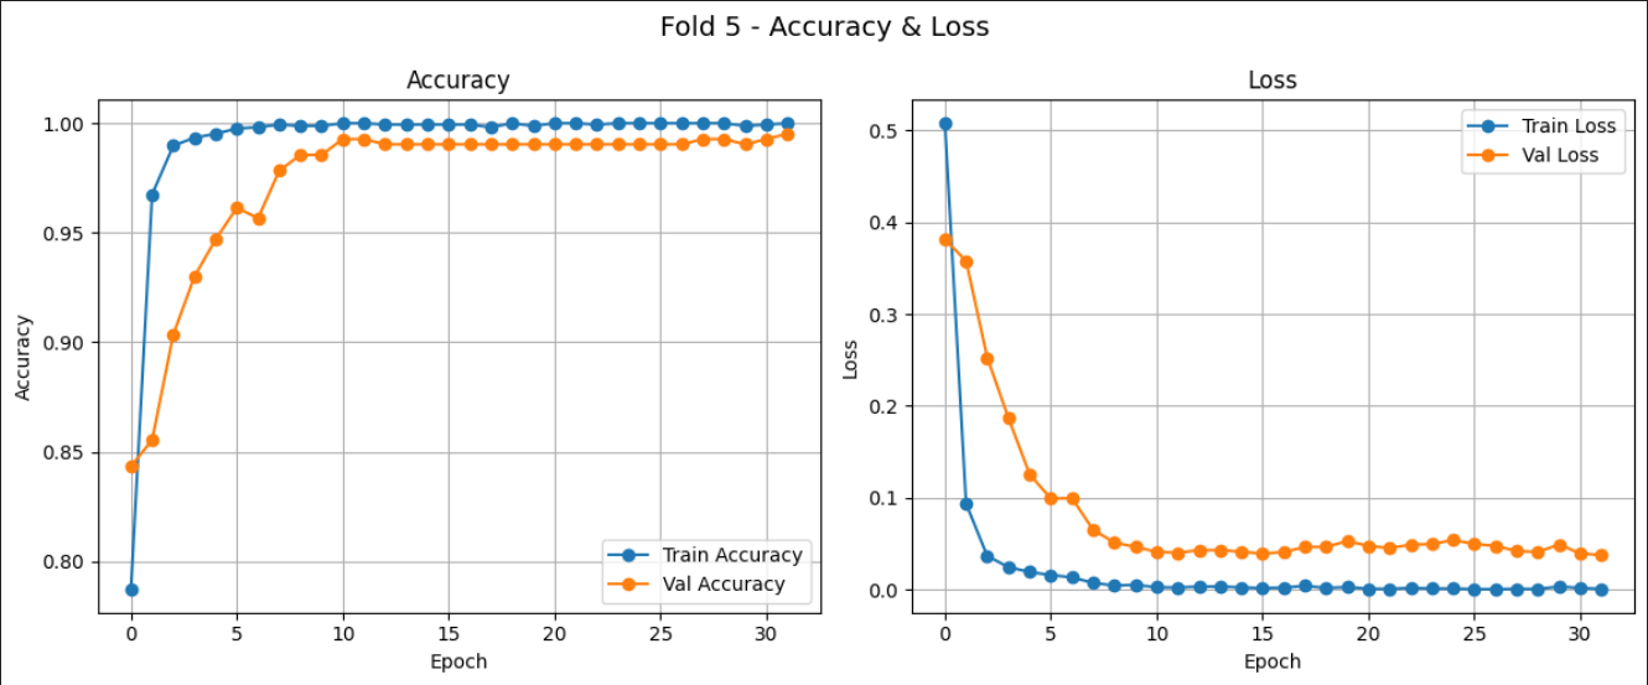 Fold 5 - Accuracy & Loss
Accuracy
1.00
0.95
0.90
0.85
0.80
Accuracy
0 5 10 15 20 25 30
Epoch
Train Accuracy
Val Accuracy
Loss
0.5
0.4
0.3
0.2
0.1
0.0
Loss
0 5 10 15 20 25 30
Epoch
Train Loss
Val Loss